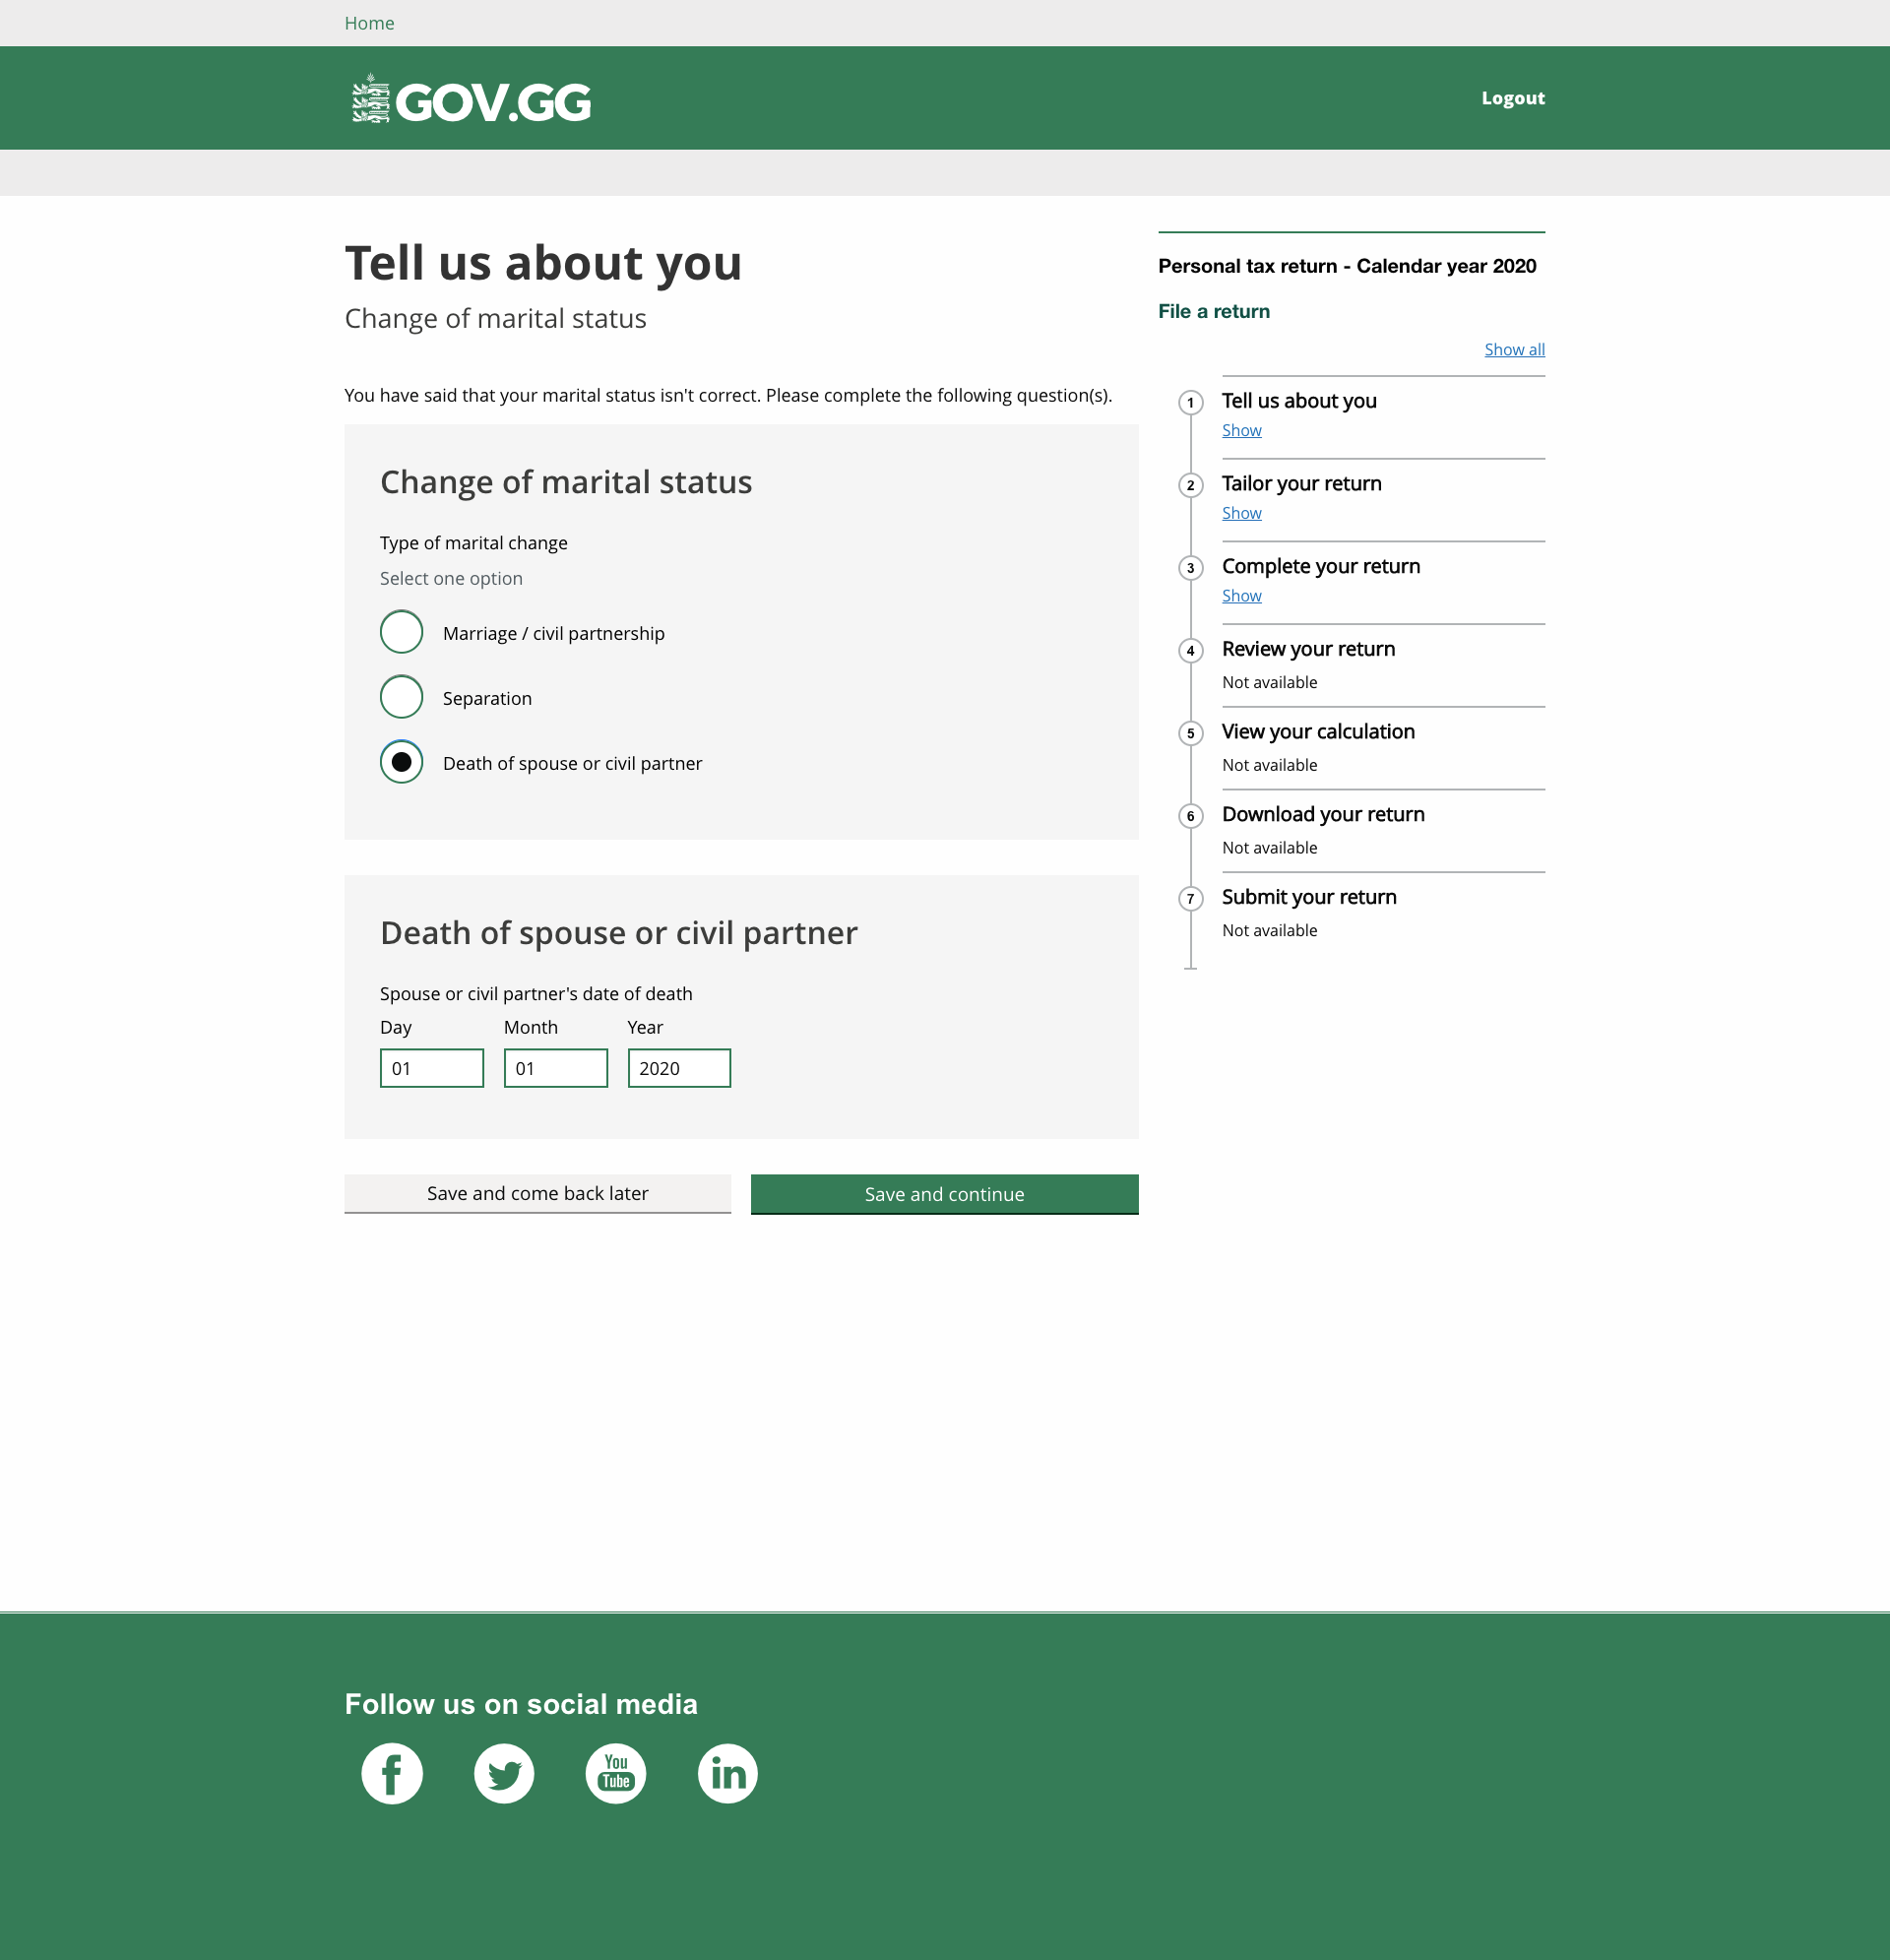 Home
GOV.GG
Logout
Tell us about you
Change of marital status
You have said that your marital status isn't correct. Please complete the following question(s).
Change of marital status
Type of marital change
Select one option
Marriage / civil partnership
Separation
Death of spouse or civil partner
Death of spouse or civil partner
Spouse or civil partner's date of death
Day Month Year
01 01 2020
Save and come back later
Save and continue
Personal tax return - Calendar year 2020
File a return
Show all
1 Tell us about you
Show
2 Tailor your return
Show
3 Complete your return
Show
4 Review your return
Not available
5 View your calculation
Not available
6 Download your return
Not available
7 Submit your return
Not available
Follow us on social media
f
You
Tube
in